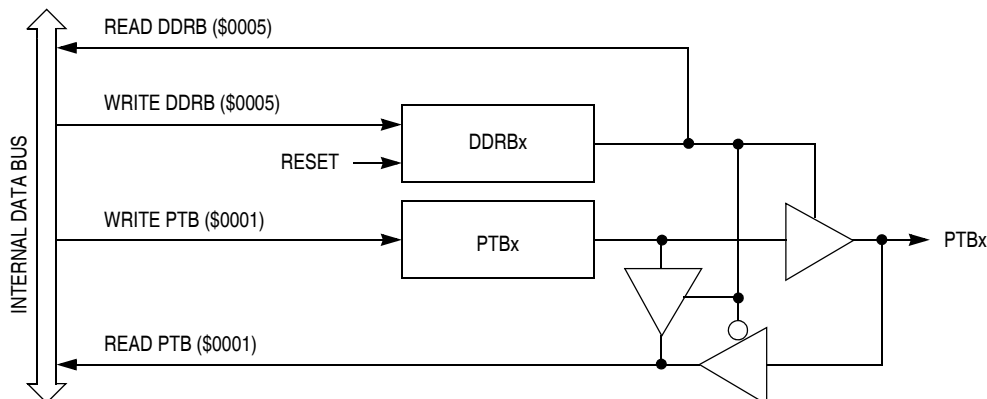 READ DDRB ($0005)
WRITE DDRB ($0005)
DDRBx
RESET
INTERNAL DATA BUS
WRITE PTB ($0001)
PTBx
PTBx
READ PTB ($0001)